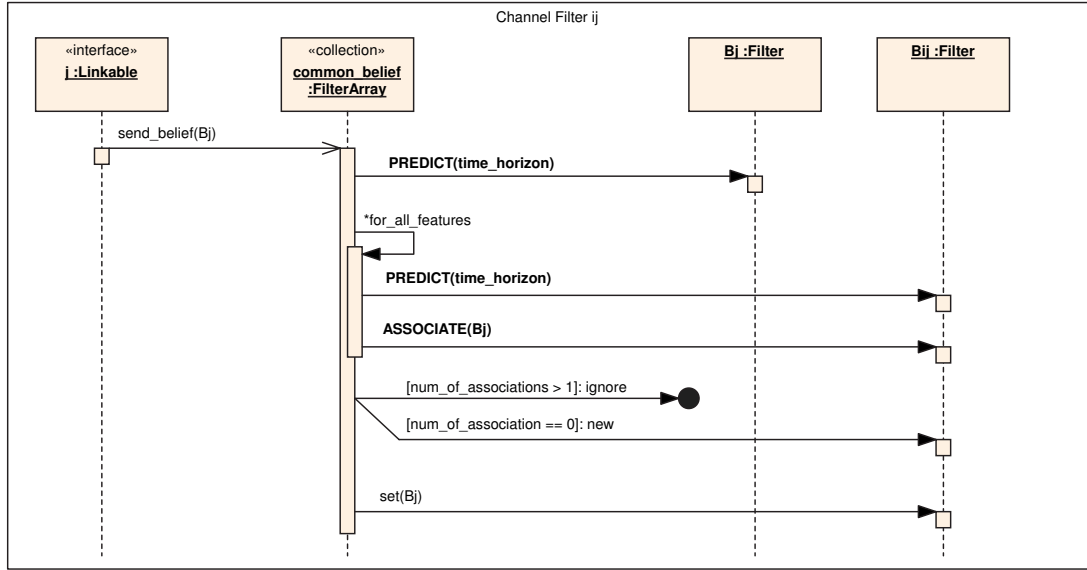 Channel Filter ij
«interface»
j :Linkable
«collection»
common_belief
:FilterArray
Bj :Filter
Bij :Filter
send_belief(Bj)
PREDICT(time_horizon)
*for_all_features
PREDICT(time_horizon)
ASSOCIATE(Bj)
[num_of_associations > 1]: ignore
[num_of_association == 0]: new
set(Bj)